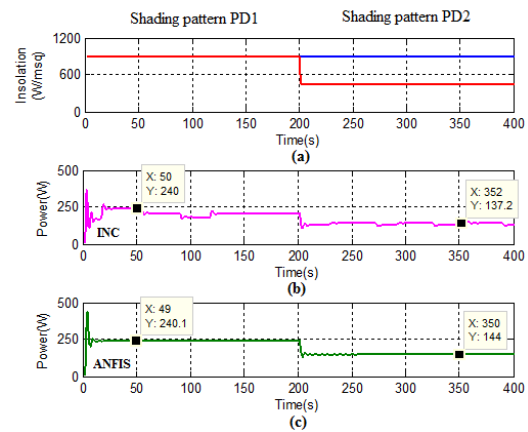 Shading pattern PD1
Shading pattern PD2
1200
600
0
Insolation
(W/msq)
0 50 100 150 200 250 300 350 400
Time(s)
(a)
500
250
0
Power(W)
X: 50
Y: 240
X: 352
Y: 137.2
INC
0 50 100 150 200 250 300 350 400
Time(s)
(b)
500
250
0
Power(W)
X: 49
Y: 240.1
X: 350
Y: 144
ANFIS
0 50 100 150 200 250 300 350 400
Time(s)
(c)